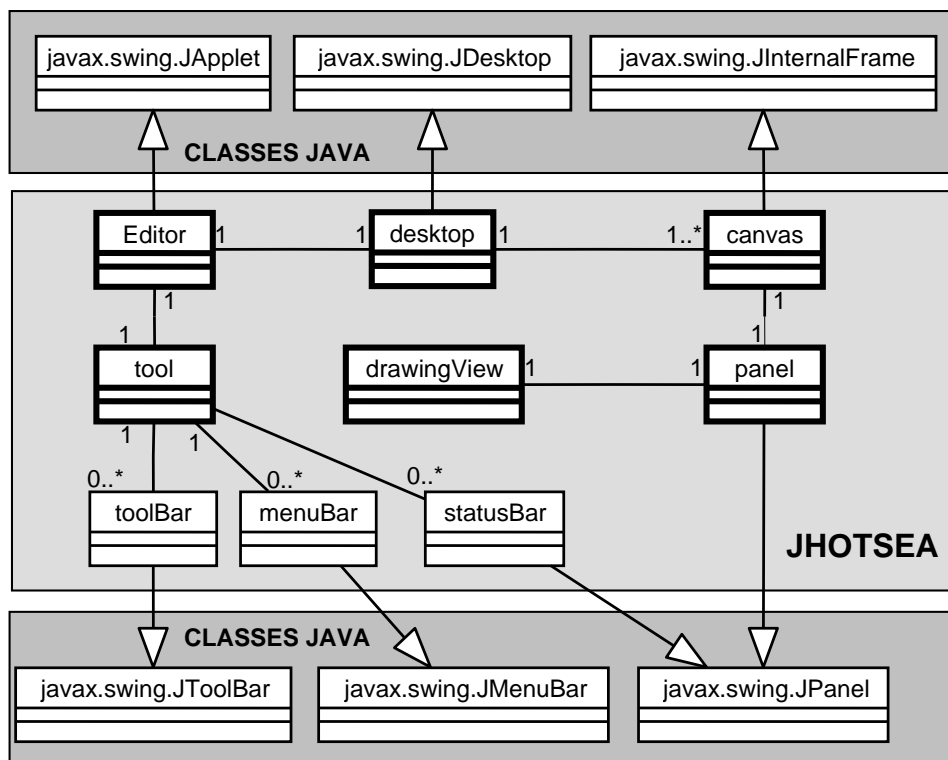 javax.swing.JApplet
javax.swing.JDesktop
javax.swing.JInternalFrame
CLASSES JAVA
Editor
1
1
desktop
1
1..*
canvas
1
1
1
1
tool
drawingView
1
1
panel
1
1
0..*
0..*
0..*
toolBar
menuBar
statusBar
JHOTSEA
CLASSES JAVA
javax.swing.JToolBar
javax.swing.JMenuBar
javax.swing.JPanel